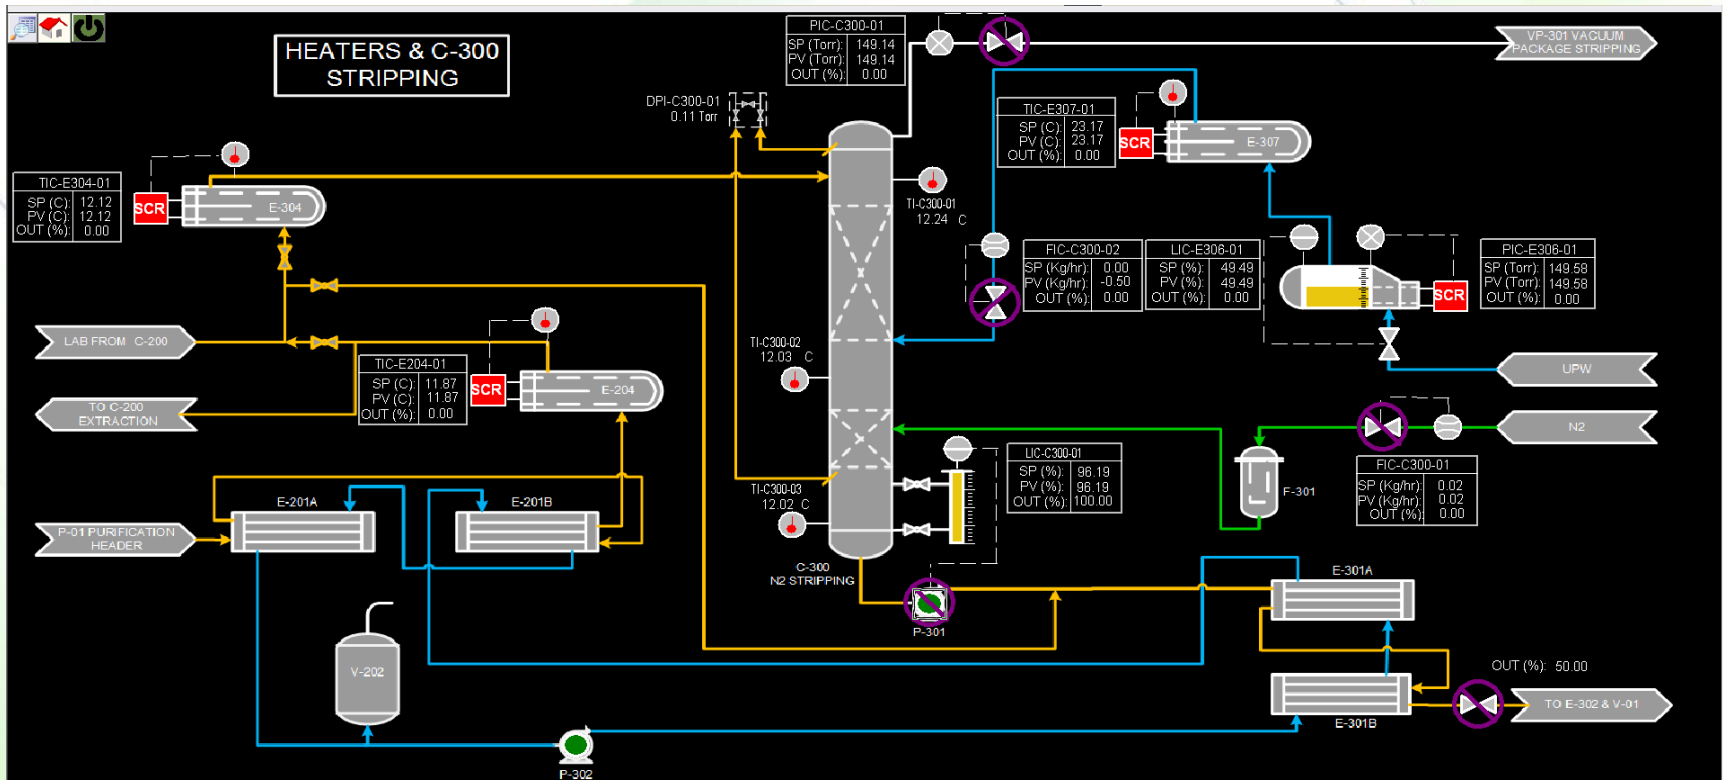 HEATERS & C-300
STRIPPING
PIC-C300-01
SP (Torr): 149.14
PV (Torr): 149.14
OUT (%): 0.00
VP-301 VACUUM
PACKAGE STRIPPING
DPI-C300-01
0.11 Torr
TIC-E307-01
SP (C): 23.17
PV (C): 23.17
OUT (%): 0.00
SCR
E-307
TIC-E304-01
SP (C): 12.12
PV (C): 12.12
OUT (%): 0.00
SCR
E-304
TI-C300-01
12.24 C
FIC-C300-02
SP (Kg/hr): 0.00
PV (Kg/hr): -0.50
OUT (%): 0.00
LIC-E306-01
SP (%): 49.49
PV (%): 49.49
OUT (%): 0.00
PIC-E306-01
SP (Torr): 149.58
PV (Torr): 149.58
OUT (%): 0.00
SCR
LAB FROM C-200
TI-C300-02
12.03 C
TIC-E204-01
SP (C): 11.87
PV (C): 11.87
OUT (%): 0.00
SCR
E-204
UPW
TO C-200
EXTRACTION
N2
LIC-C300-01
SP (%): 96.19
PV (%): 96.19
OUT (%): 100.00
FIC-C300-01
SP (Kg/hr): 0.02
PV (Kg/hr): 0.02
OUT (%): 0.00
F-301
TI-C300-03
12.02 C
E-201A
E-201B
P-01 PURIFICATION
HEADER
C-300
N2 STRIPPING
P-301
E-301A
V-202
OUT (%): 50.00
TO E-302 & V-01
E-301B
P-302